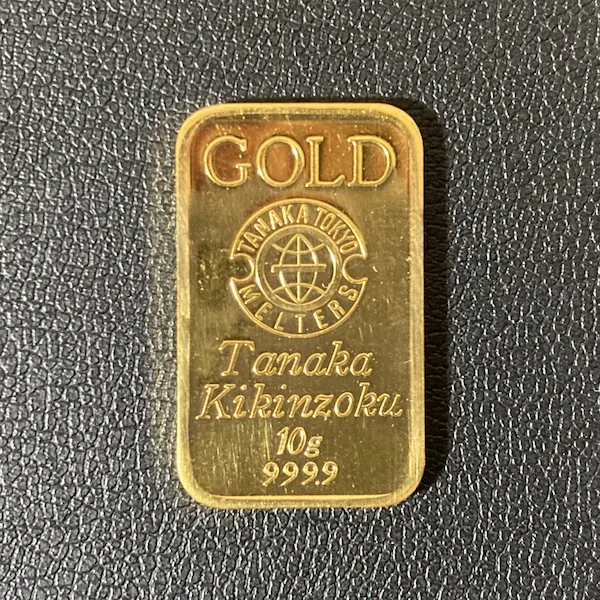 GOLD
TANAKA TOKYO
MELTERS
Tanaka
Kikinzoku
10g
999.9